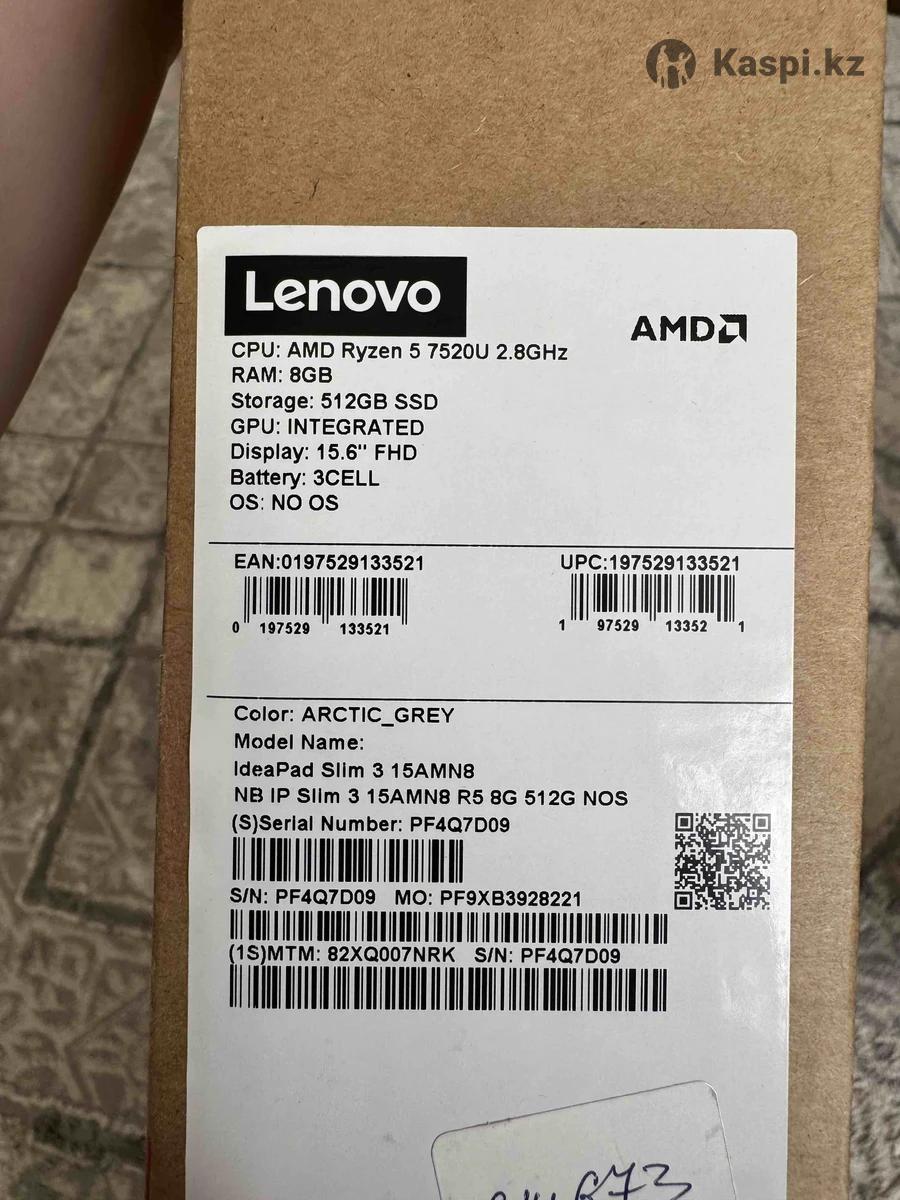 Kaspi.kz
Lenovo
AMD
CPU: AMD Ryzen 5 7520U 2.8GHz
RAM: 8GB
Storage: 512GB SSD
GPU: INTEGRATED
Display: 15.6" FHD
Battery: 3CELL
OS: NO OS
EAN:0197529133521 UPC:197529133521
0 197529 133521 1 97529 13352 1
Color: ARCTIC_GREY
Model Name:
IdeaPad Slim 3 15AMN8
NB IP Slim 3 15AMN8 R5 8G 512G NOS
(S)Serial Number: PF4Q7D09
S/N: PF4Q7D09 MO: PF9XB3928221
(1S)MTM: 82XQ007NRK S/N: PF4Q7D09